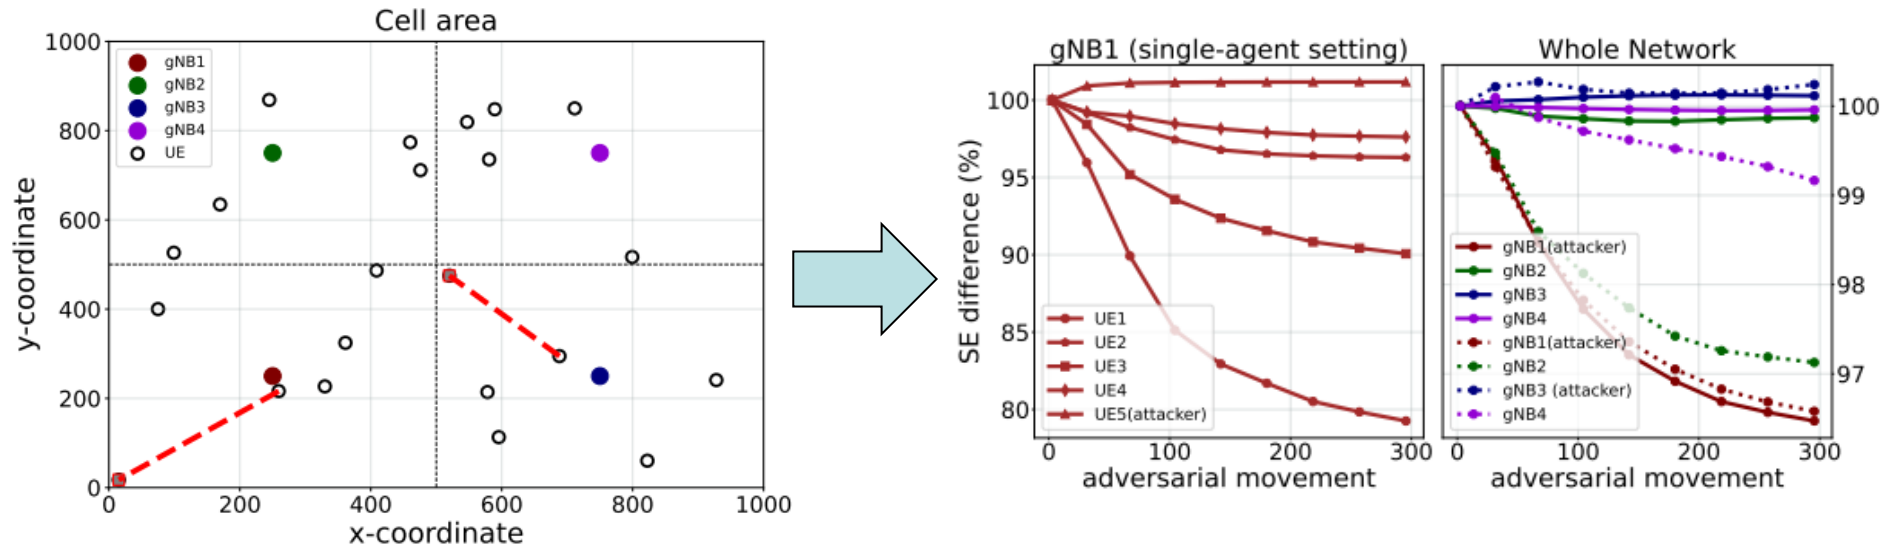 Cell area
1000
800
600
400
200
0
y-coordinate
gNB1
gNB2
gNB3
gNB4
UE
0 200 400 600 800 1000
x-coordinate
gNB1 (single-agent setting)
100
95
90
85
80
SE difference (%)
UE1
UE2
UE3
UE4
UE5(attacker)
0 100 200 300
adversarial movement
Whole Network
100
99
98
97
gNB1(attacker)
gNB2
gNB3
gNB4
gNB1(attacker)
gNB2
gNB3 (attacker)
gNB4
0 100 200 300
adversarial movement